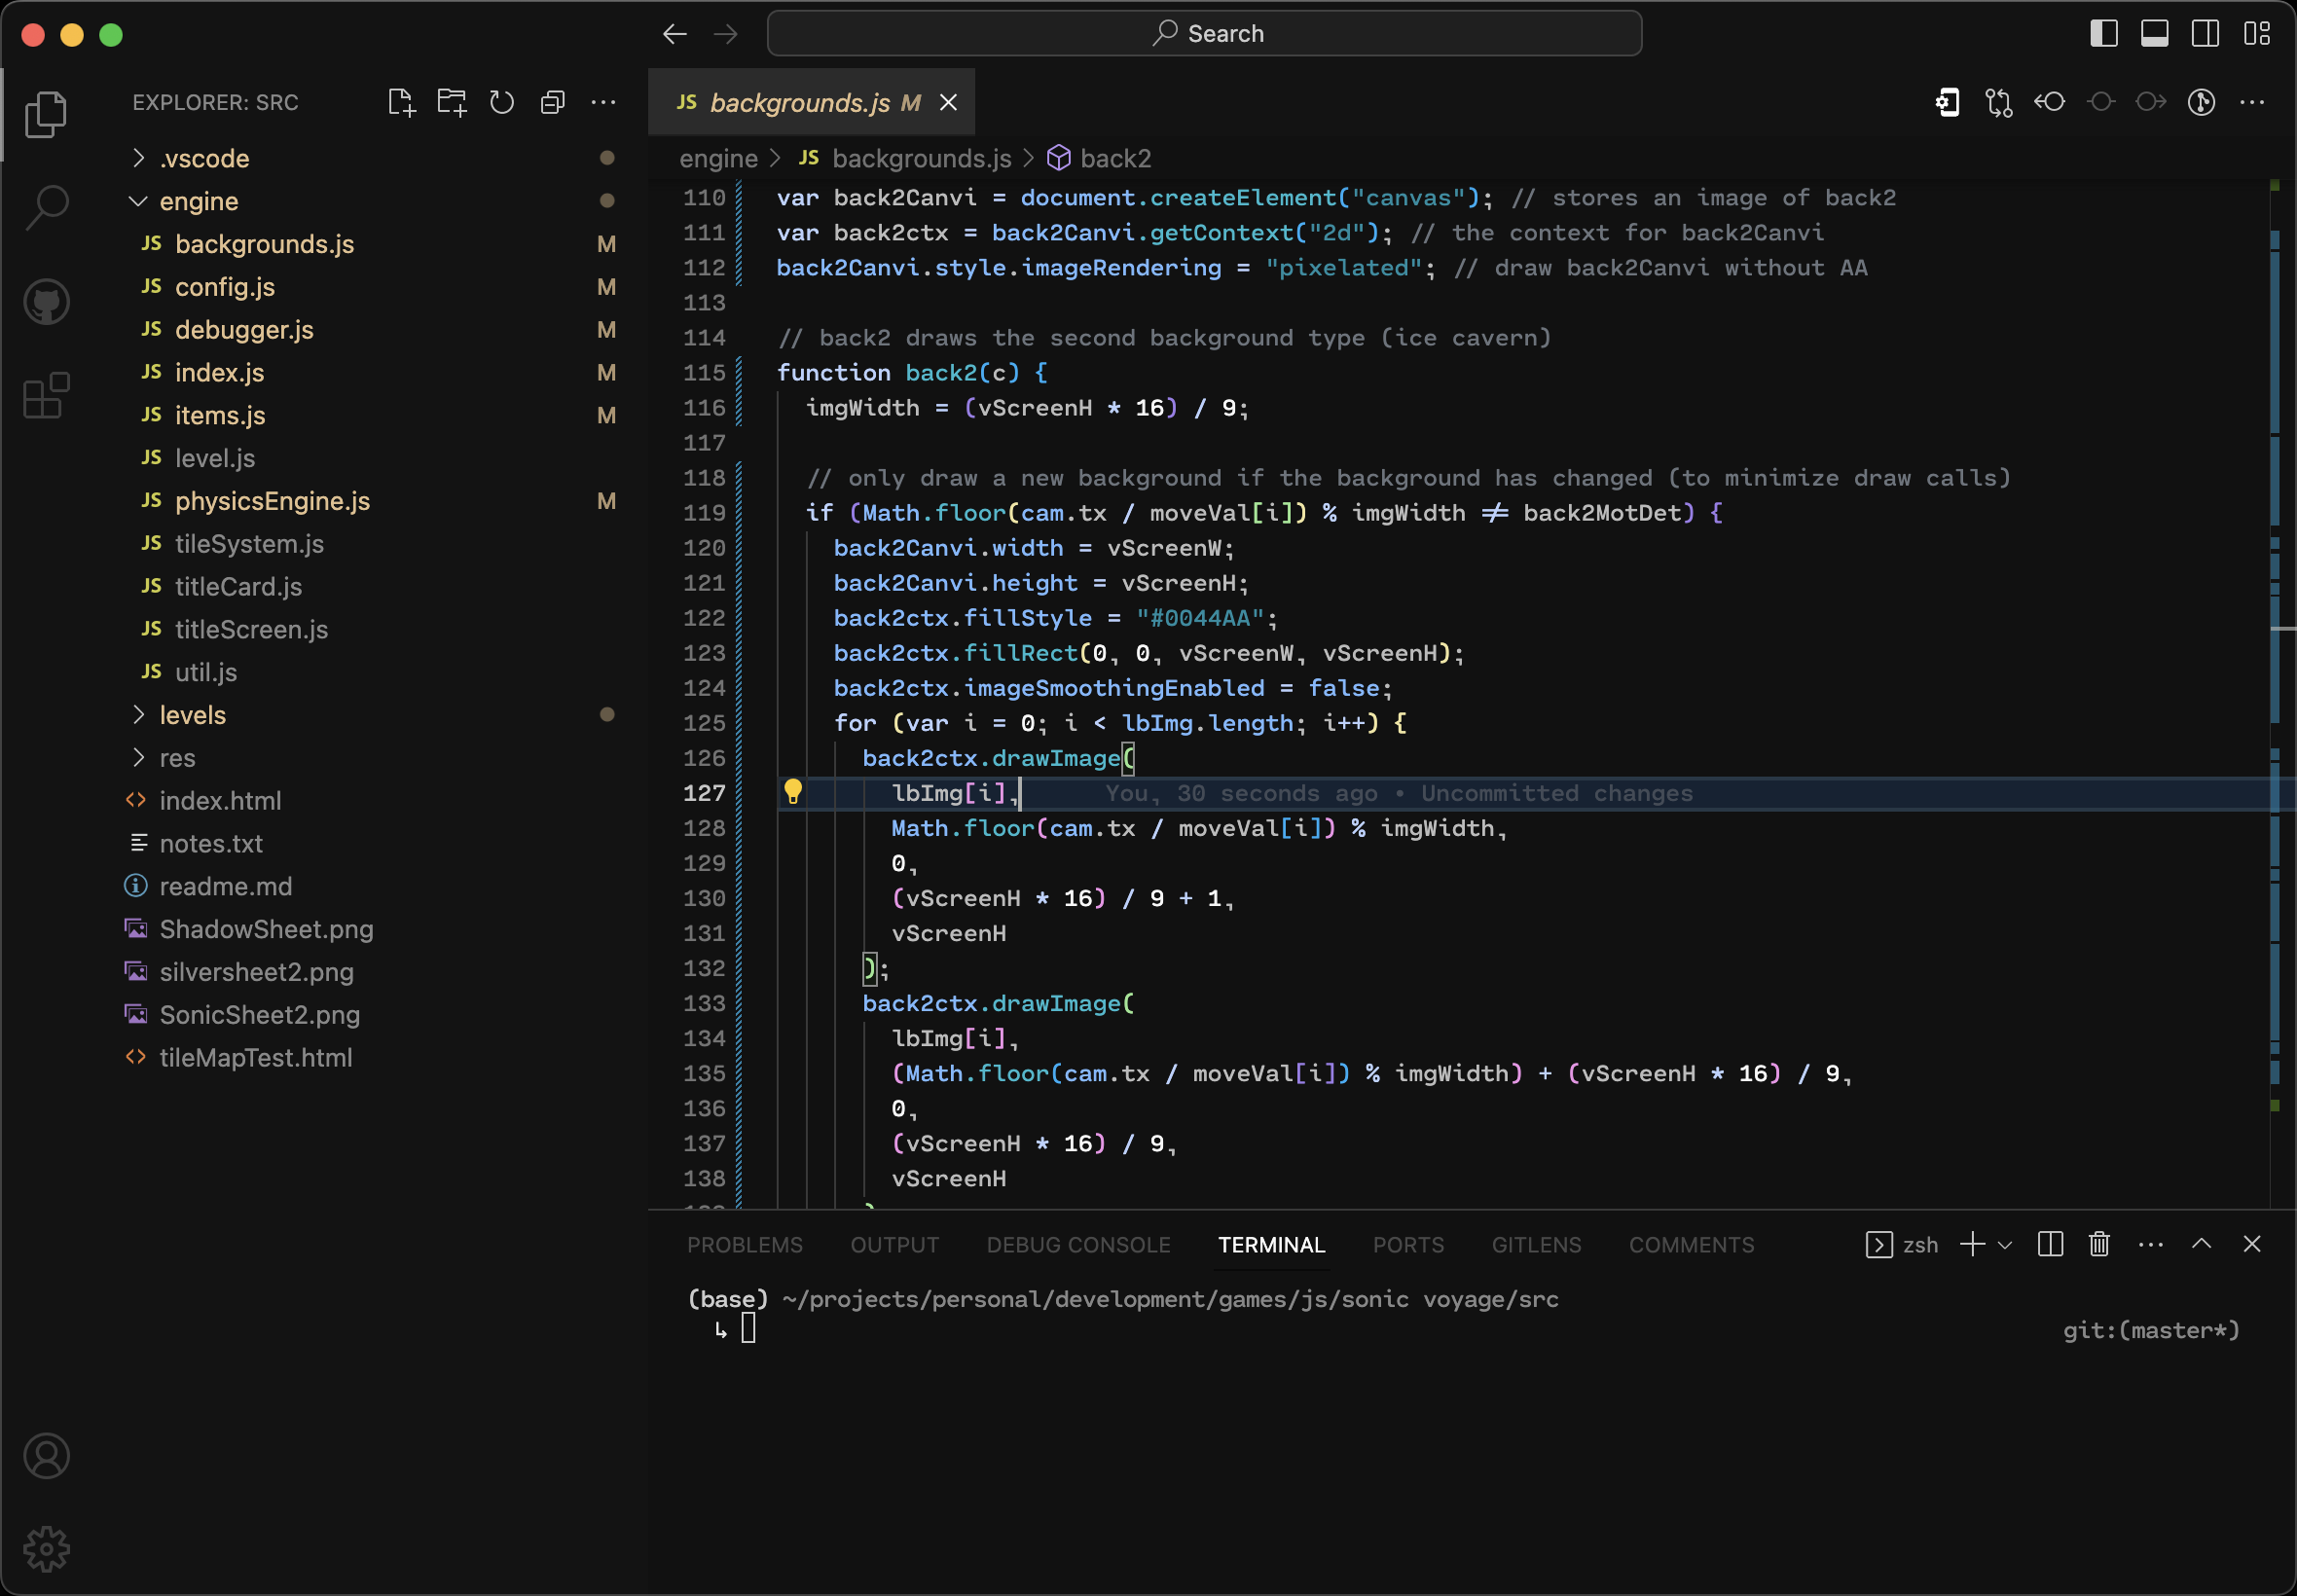 Search
EXPLORER: SRC
.vscode
engine
JS backgrounds.js M
JS config.js M
JS debugger.js M
JS index.js M
JS items.js M
JS level.js
JS physicsEngine.js M
JS tileSystem.js
JS titleCard.js
JS titleScreen.js
JS util.js
levels
res
index.html
notes.txt
readme.md
ShadowSheet.png
silversheet2.png
SonicSheet2.png
tileMapTest.html
JS backgrounds.js M
engine > JS backgrounds.js > back2
110 var back2Canvi = document.createElement("canvas"); // stores an image of back2
111 var back2ctx = back2Canvi.getContext("2d"); // the context for back2Canvi
112 back2Canvi.style.imageRendering = "pixelated"; // draw back2Canvi without AA
113
114 // back2 draws the second background type (ice cavern)
115 function back2(c) {
116 imgWidth = (vScreenH * 16) / 9;
117
118 // only draw a new background if the background has changed (to minimize draw calls)
119 if (Math.floor(cam.tx / moveVal[i]) % imgWidth != back2MotDet) {
120 back2Canvi.width = vScreenW;
121 back2Canvi.height = vScreenH;
122 back2ctx.fillStyle = "#0044AA";
123 back2ctx.fillRect(0, 0, vScreenW, vScreenH);
124 back2ctx.imageSmoothingEnabled = false;
125 for (var i = 0; i < lbImg.length; i++) {
126 back2ctx.drawImage(
127 lbImg[i], You, 30 seconds ago • Uncommitted changes
128 Math.floor(cam.tx / moveVal[i]) % imgWidth,
129 0,
130 (vScreenH * 16) / 9 + 1,
131 vScreenH
132 );
133 back2ctx.drawImage(
134 lbImg[i],
135 (Math.floor(cam.tx / moveVal[i]) % imgWidth) + (vScreenH * 16) / 9,
136 0,
137 (vScreenH * 16) / 9,
138 vScreenH
PROBLEMS OUTPUT DEBUG CONSOLE TERMINAL PORTS GITLENS COMMENTS zsh
(base) ~/projects/personal/development/games/js/sonic voyage/src
↳ git:(master*)